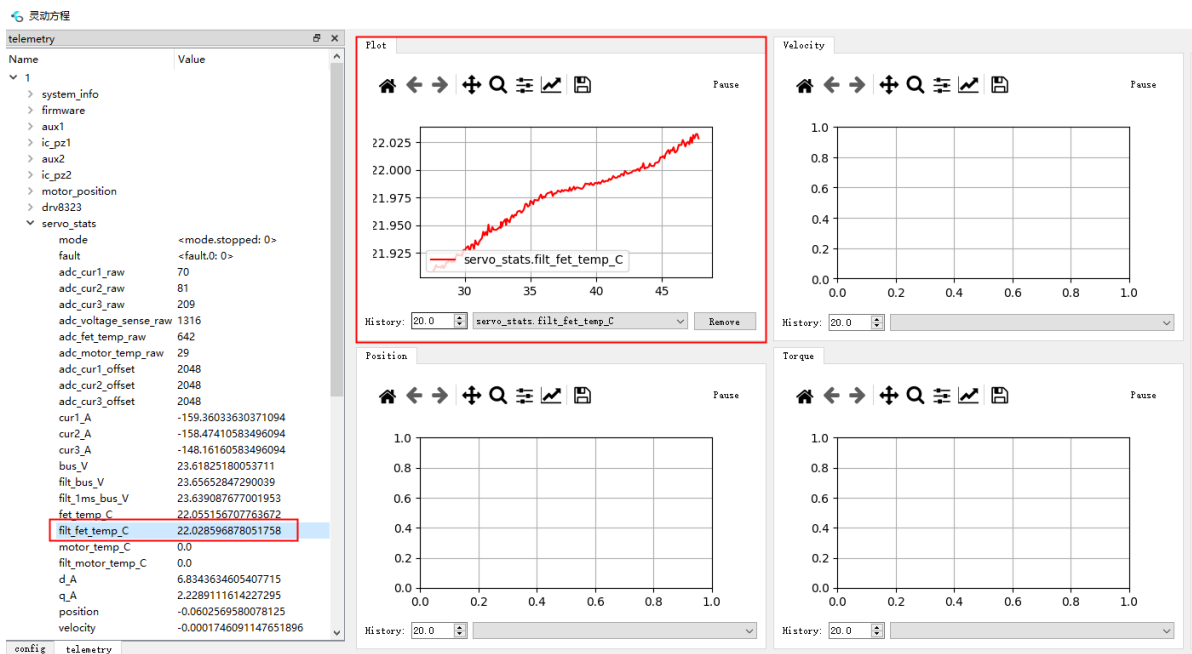 灵动方程
telemetry
Name Value
1
system_info
firmware
aux1
ic_pz1
aux2
ic_pz2
motor_position
drv8323
servo_stats
mode <mode.stopped: 0>
fault <fault.0: 0>
adc_cur1_raw 70
adc_cur2_raw 81
adc_cur3_raw 209
adc_voltage_sense_raw 1316
adc_fet_temp_raw 642
adc_motor_temp_raw 29
adc_cur1_offset 2048
adc_cur2_offset 2048
adc_cur3_offset 2048
cur1_A -159.36033630371094
cur2_A -158.47410583496094
cur3_A -148.16160583496094
bus_V 23.61825180053711
filt_bus_V 23.65652847290039
filt_1ms_bus_V 23.639087677001953
fet_temp_C 22.055156707763672
filt_fet_temp_C 22.028596878051758
motor_temp_C 0.0
filt_motor_temp_C 0.0
d_A 6.8343634605407715
q_A 2.2289111614227295
position -0.0602569580078125
velocity -0.0001746091147651896
config telemetry
Plot
Pause
22.025
22.000
21.975
21.950
21.925
servo_stats.filt_fet_temp_C
30 35 40 45
History: 20.0 servo_stats.filt_fet_temp_C Remove
Velocity
Pause
1.0
0.8
0.6
0.4
0.2
0.0
0.0 0.2 0.4 0.6 0.8 1.0
History: 20.0
Position
Pause
1.0
0.8
0.6
0.4
0.2
0.0
0.0 0.2 0.4 0.6 0.8 1.0
History: 20.0
Torque
Pause
1.0
0.8
0.6
0.4
0.2
0.0
0.0 0.2 0.4 0.6 0.8 1.0
History: 20.0